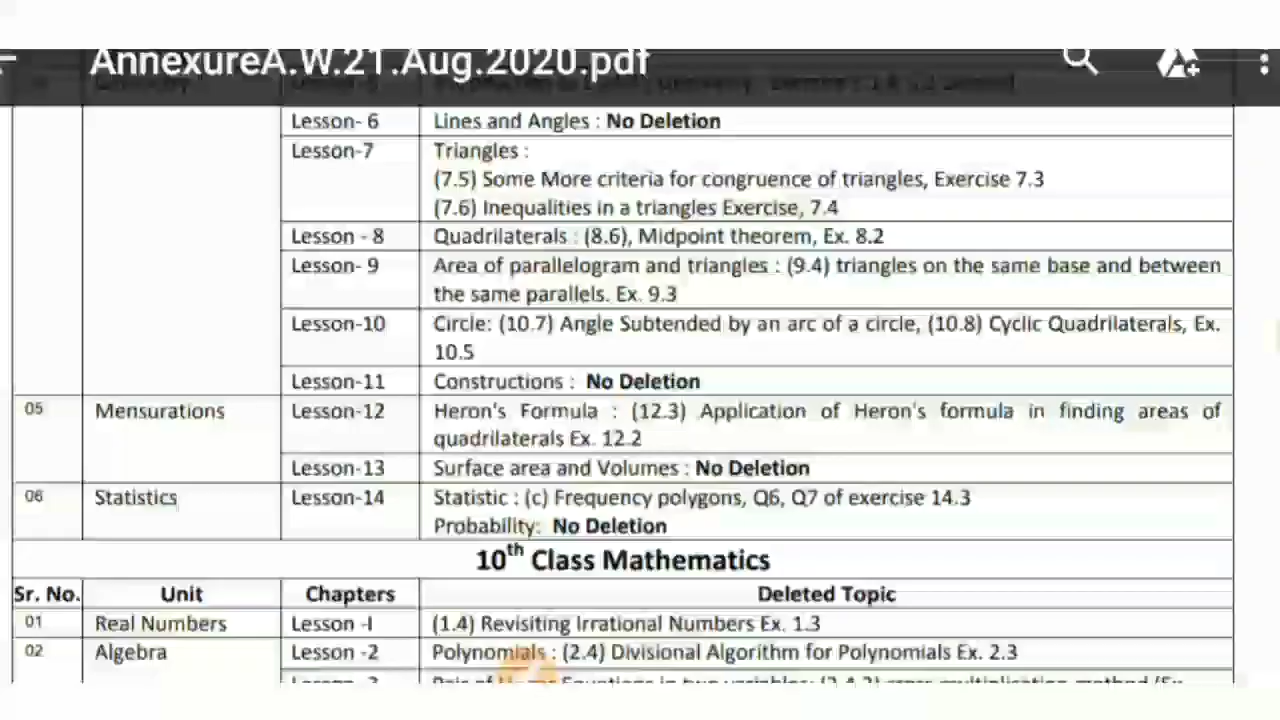 AnnexureA.W.21.Aug.2020.pdf
Lesson- 6 Lines and Angles : No Deletion
Lesson-7 Triangles :
(7.5) Some More criteria for congruence of triangles, Exercise 7.3
(7.6) Inequalities in a triangles Exercise, 7.4
Lesson - 8 Quadrilaterals : (8.6), Midpoint theorem, Ex. 8.2
Lesson- 9 Area of parallelogram and triangles : (9.4) triangles on the same base and between
the same parallels. Ex. 9.3
Lesson-10 Circle: (10.7) Angle Subtended by an arc of a circle, (10.8) Cyclic Quadrilaterals, Ex.
10.5
Lesson-11 Constructions : No Deletion
05 Mensurations Lesson-12 Heron's Formula : (12.3) Application of Heron's formula in finding areas of
quadrilaterals Ex. 12.2
Lesson-13 Surface area and Volumes : No Deletion
06 Statistics Lesson-14 Statistic : (c) Frequency polygons, Q6, Q7 of exercise 14.3
Probability: No Deletion
10th Class Mathematics
Sr. No. Unit Chapters Deleted Topic
01 Real Numbers Lesson -I (1.4) Revisiting Irrational Numbers Ex. 1.3
02 Algebra Lesson -2 Polynomials : (2.4) Divisional Algorithm for Polynomials Ex. 2.3